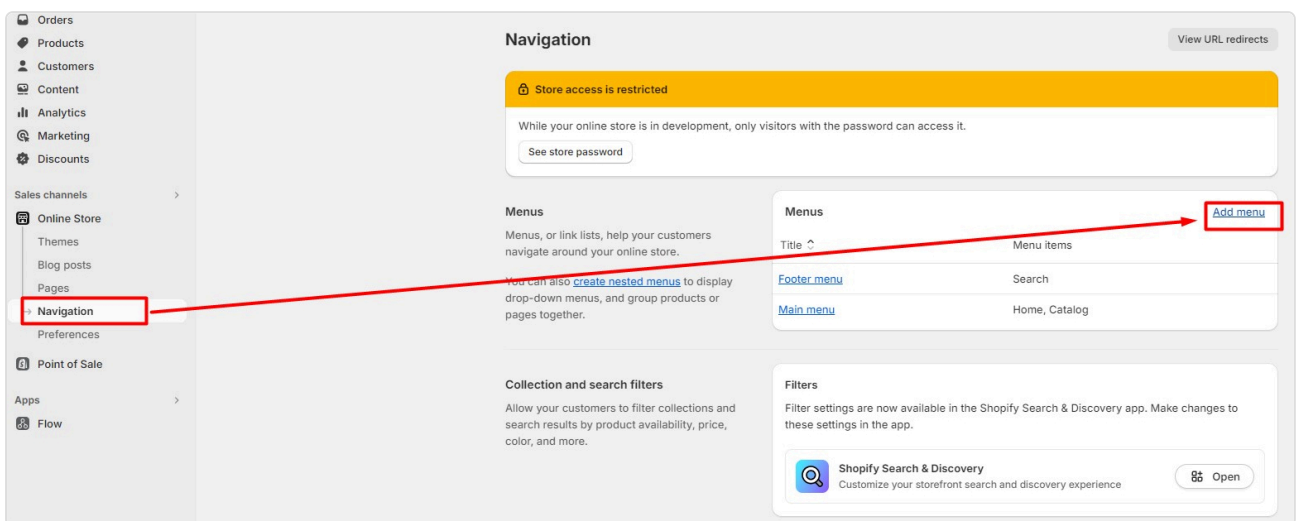 Orders
Products
Customers
Content
Analytics
Marketing
Discounts
Sales channels
Online Store
Themes
Blog posts
Pages
Navigation
Preferences
Point of Sale
Apps
Flow
Navigation
View URL redirects
Store access is restricted
While your online store is in development, only visitors with the password can access it.
See store password
Menus
Menus, or link lists, help your customers
navigate around your online store.
You can also create nested menus to display
drop-down menus, and group products or
pages together.
Menus
Add menu
Title
Menu items
Footer menu
Search
Main menu
Home, Catalog
Collection and search filters
Allow your customers to filter collections and
search results by product availability, price,
color, and more.
Filters
Filter settings are now available in the Shopify Search & Discovery app. Make changes to
these settings in the app.
Shopify Search & Discovery
Customize your storefront search and discovery experience
Open